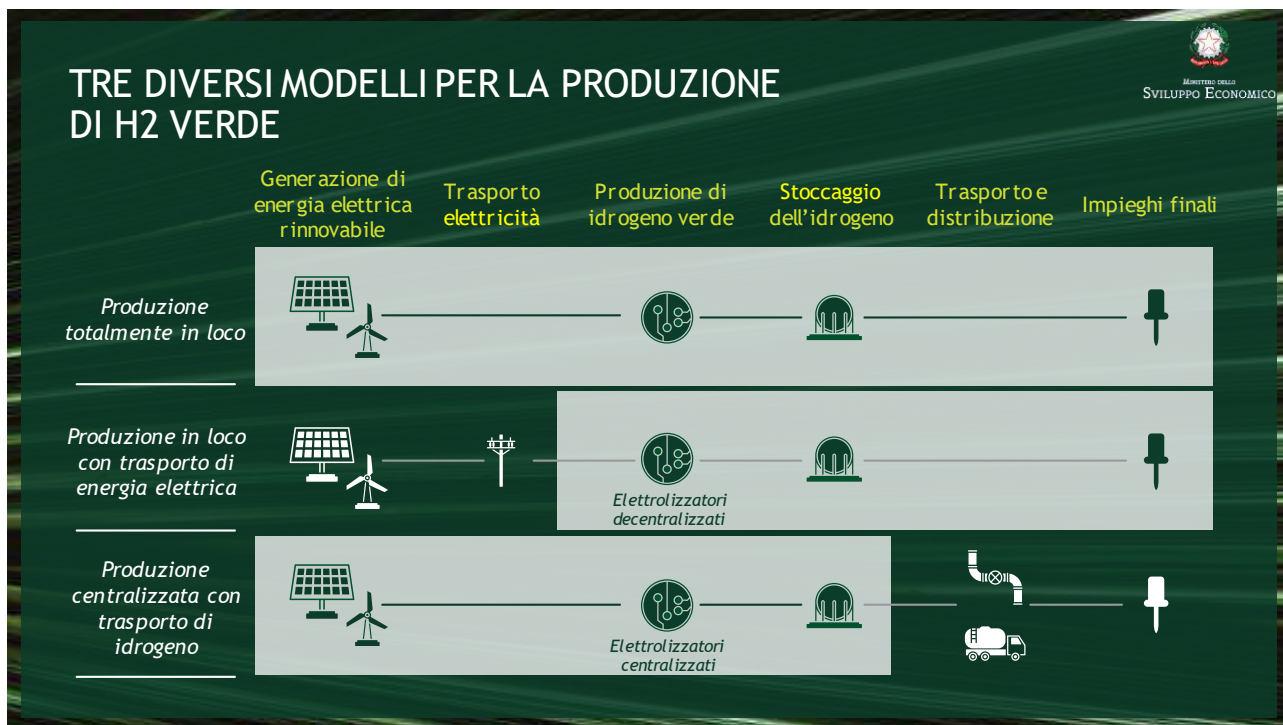 TRE DIVERSI MODELLI PER LA PRODUZIONE
DI H2 VERDE
MINISTERO DELLO
SVILUPPO ECONOMICO
Generazione di
energia elettrica
rinnovabile
Trasporto
elettricità
Produzione di
idrogeno verde
Stoccaggio
dell'idrogeno
Trasporto e
distribuzione
Impieghi finali
Produzione
totalmente in loco
Produzione in loco
con trasporto di
energia elettrica
Elettrolizzatori
decentralizzati
Produzione
centralizzata con
trasporto di
idrogeno
Elettrolizzatori
centralizzati